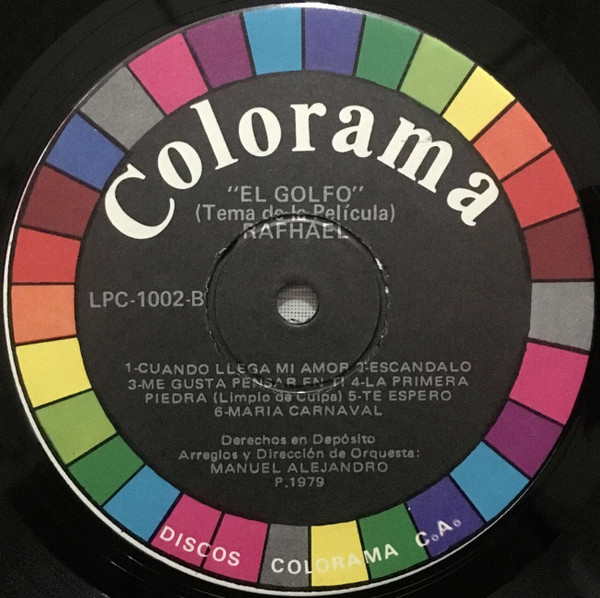 Colorama
"EL GOLFO"
(Tema de la Película)
RAFHAEL
LPC-1002-B
1-CUANDO LLEGA MI AMOR 2-ESCANDALO
3-ME GUSTA PENSAR EN TI 4-LA PRIMERA
PIEDRA (Limpio de Culpa) 5-TE ESPERO
6-MARIA CARNAVAL
Derechos en Depósito
Arreglos y Dirección de Orquesta:
MANUEL ALEJANDRO
P.1979
DISCOS COLORAMA C.A.